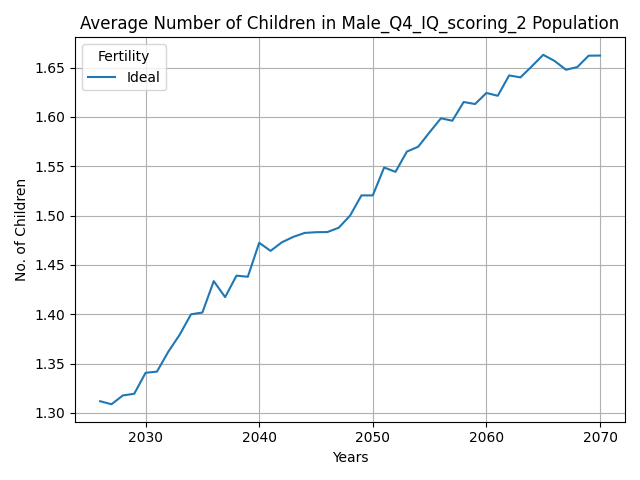 Average Number of Children in Male_Q4_IQ_scoring_2 Population
Fertility
Ideal
No. of Children
1.65
1.60
1.55
1.50
1.45
1.40
1.35
1.30
2030 2040 2050 2060 2070
Years